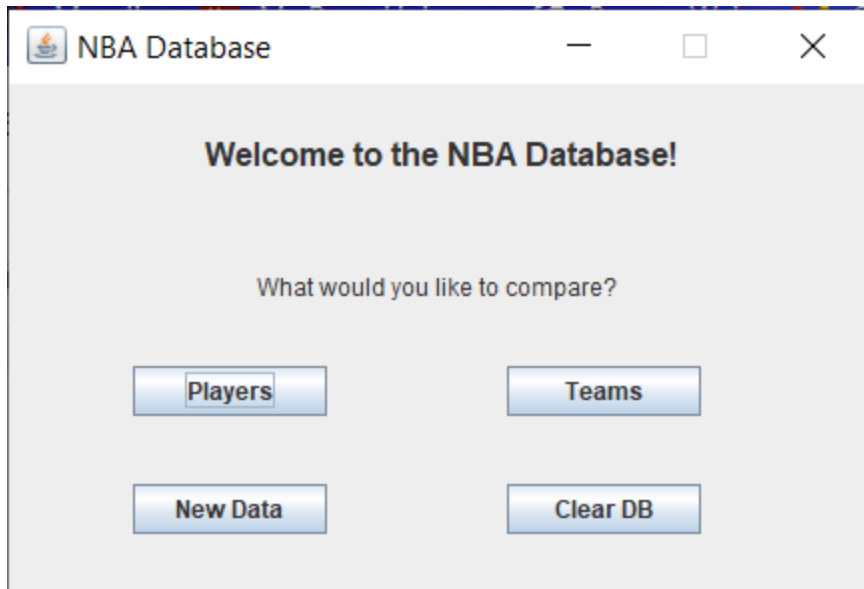 NBA Database
Welcome to the NBA Database!
What would you like to compare?
Players
Teams
New Data
Clear DB